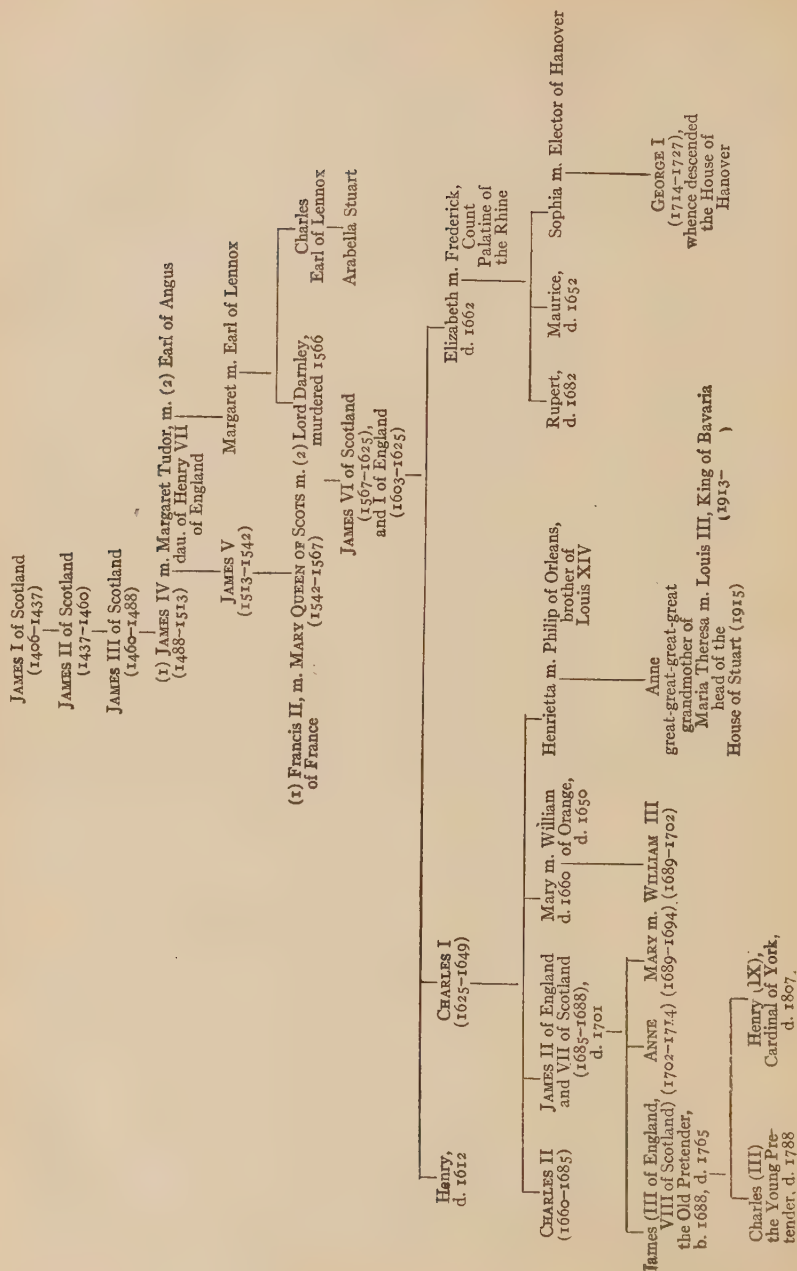 JAMES I of Scotland
(1406–1437)
JAMES II of Scotland
(1437–1460)
JAMES III of Scotland
(1460–1488)
(1) JAMES IV m. Margaret Tudor, m. (2) Earl of Angus
(1488–1513) dau. of Henry VII
of England
JAMES V
(1513–1542)
Margaret m. Earl of Lennox
(1) Francis II, m. MARY QUEEN OF SCOTS m. (2) Lord Darnley,
of France (1542–1567) murdered 1566
Charles
Earl of Lennox
Arabella Stuart
JAMES VI of Scotland
(1567–1625),
and I of England
(1603–1625)
Henry,
d. 1612
CHARLES I
(1625–1649)
Elizabeth m. Frederick,
d. 1662 Count
Palatine of
the Rhine
CHARLES II
(1660–1685)
JAMES II of England
and VII of Scotland
(1685–1688),
d. 1701
Mary m. William
d. 1660 of Orange,
d. 1650
Henrietta m. Philip of Orleans,
brother of
Louis XIV
Rupert,
d. 1682
Maurice,
d. 1652
Sophia m. Elector of Hanover
James (III of England,
VIII of Scotland)
the Old Pretender,
b. 1688, d. 1765
ANNE
(1702–1714)
MARY m. WILLIAM III
(1689–1694) (1689–1702)
Anne
great-great-great-great
grandmother of
Maria Theresa m. Louis III, King of Bavaria
head of the (1913– )
House of Stuart (1915)
GEORGE I
(1714–1727),
whence descended
the House of
Hanover
Charles (III)
the Young Pre-
tender, d. 1788
Henry (IX),
Cardinal of York,
d. 1807.